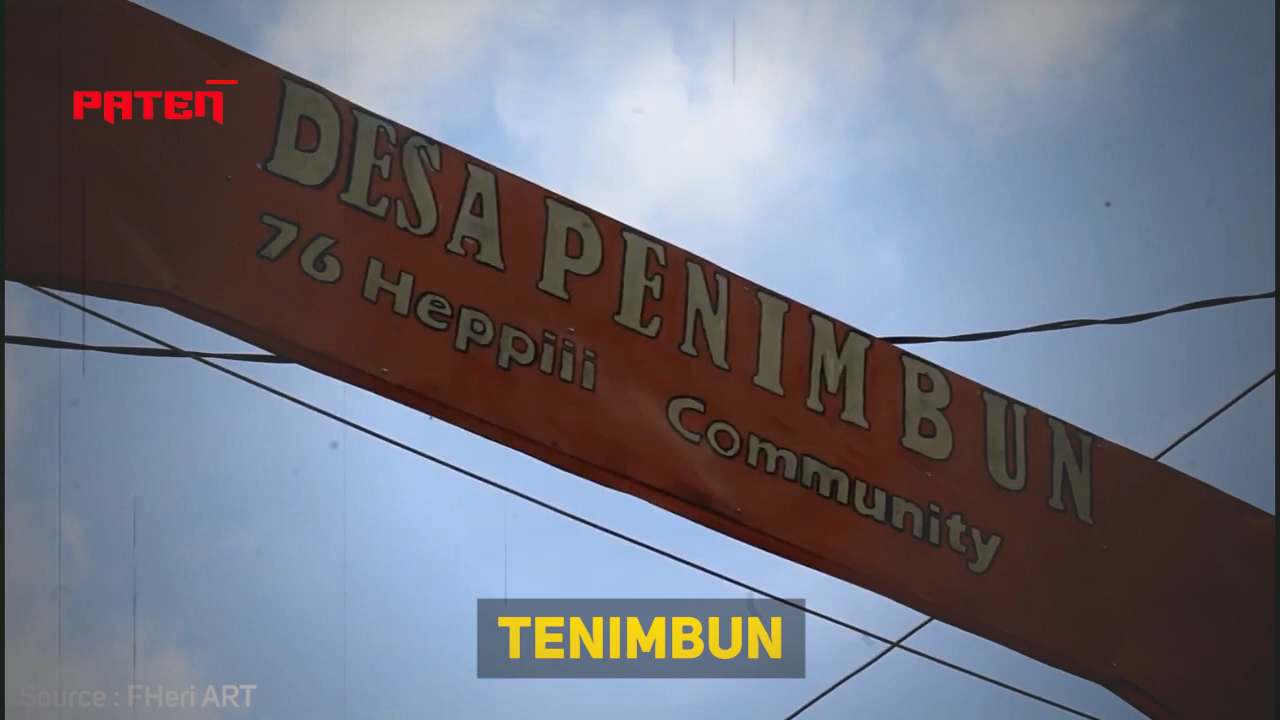 PATEN
DESA PENIMBUN
76 Heppiii Community
TENIMBUN
Source : FHeri ART